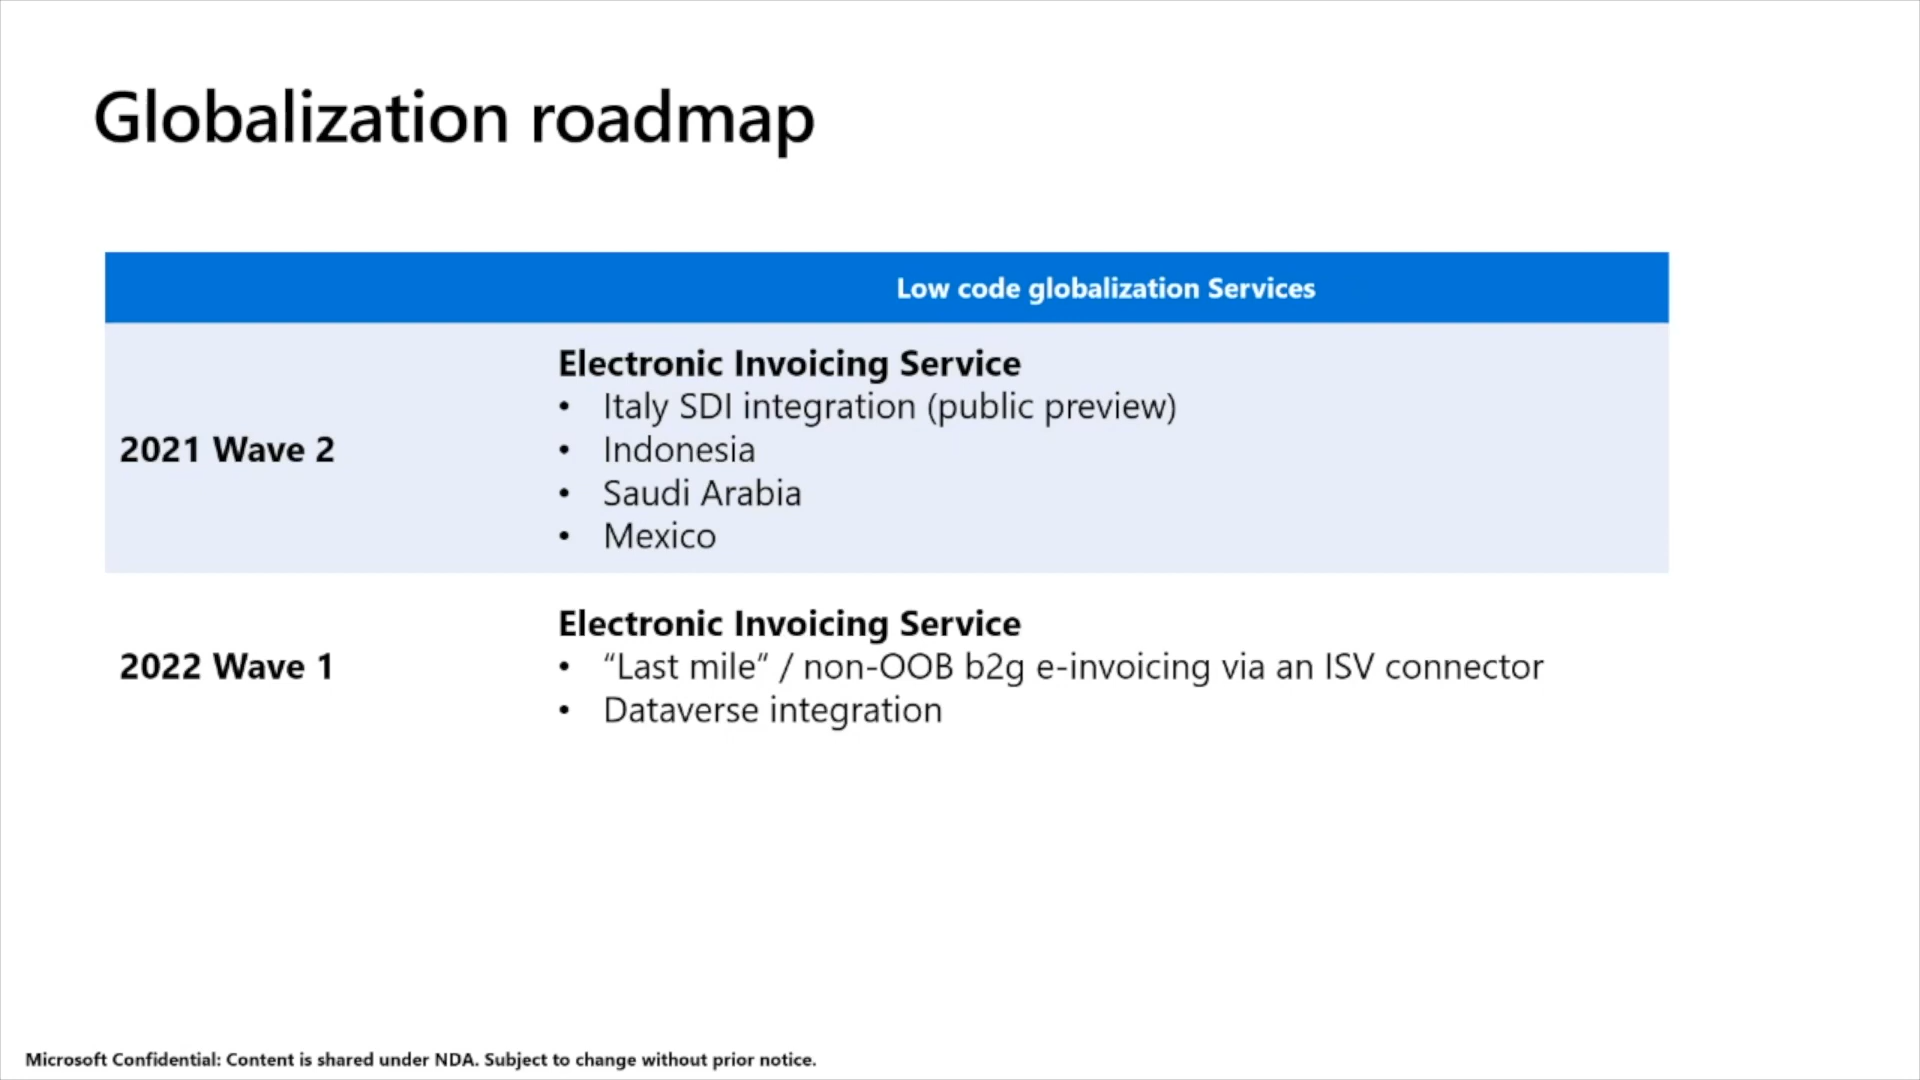 Globalization roadmap
Low code globalization Services
2021 Wave 2
Electronic Invoicing Service
• Italy SDI integration (public preview)
• Indonesia
• Saudi Arabia
• Mexico
2022 Wave 1
Electronic Invoicing Service
• “Last mile” / non-OOB b2g e-invoicing via an ISV connector
• Dataverse integration
Microsoft Confidential: Content is shared under NDA. Subject to change without prior notice.